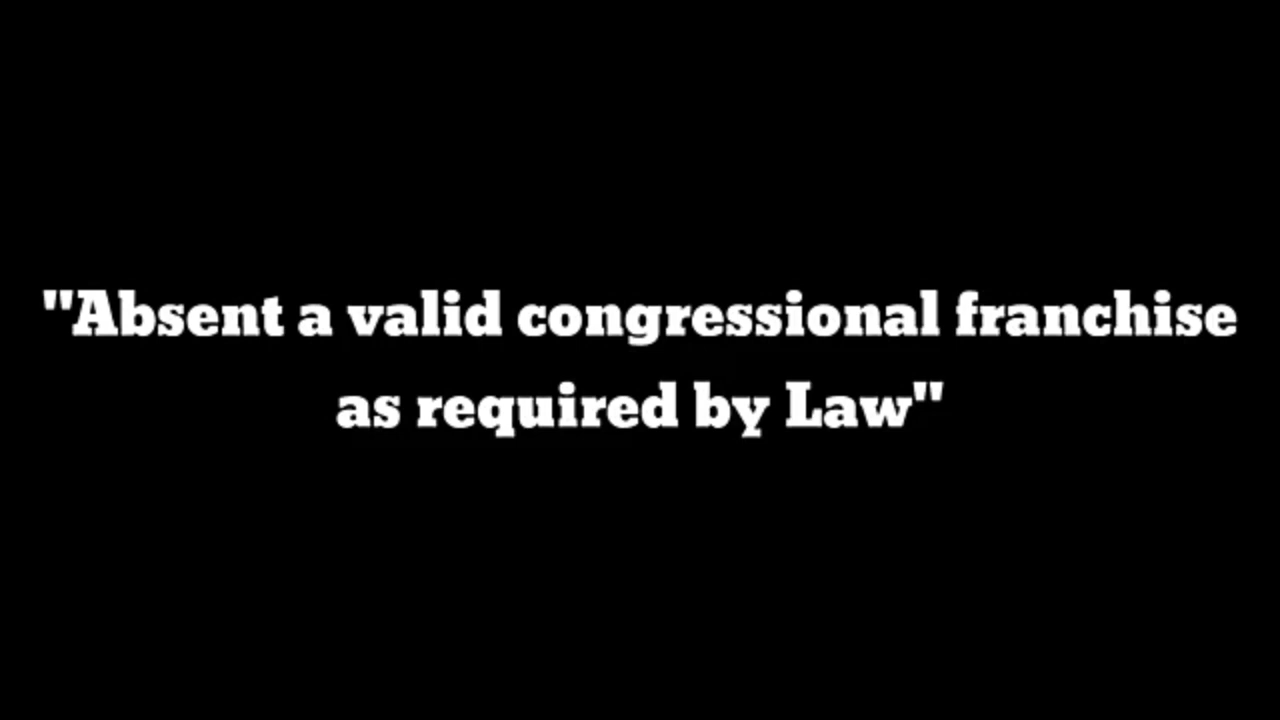 "Absent a valid congressional franchise
as required by Law"